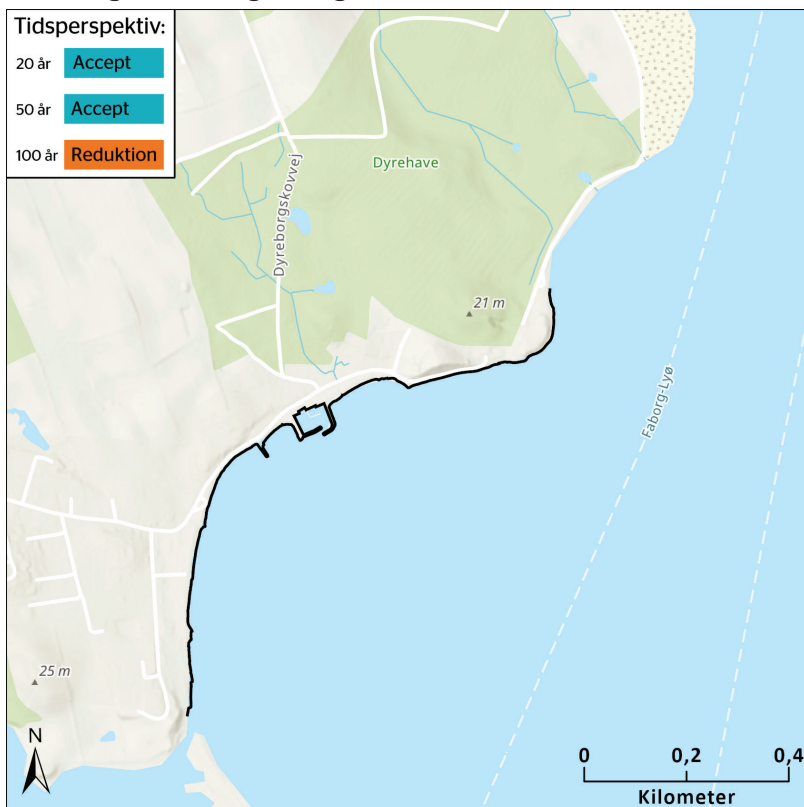 Tidsperspektiv:
20 år Accept
50 år Accept
100 år Reduktion
Dyrehave
Dyreborgskovvej
21 m
Faborg-Lyø
25 m
N
0 0,2 0,4
Kilometer